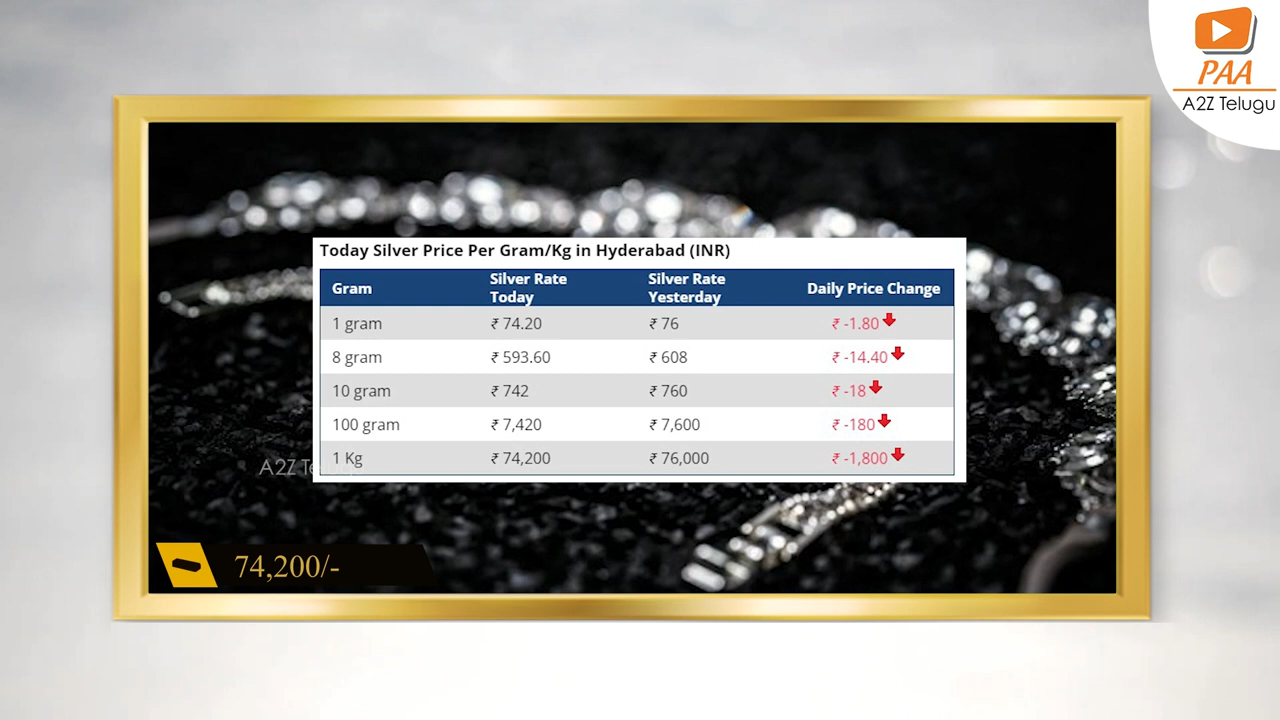 PAA
A2Z Telugu
Today Silver Price Per Gram/Kg in Hyderabad (INR)
Gram Silver Rate Today Silver Rate Yesterday Daily Price Change
1 gram ₹ 74.20 ₹ 76 ₹ -1.80
8 gram ₹ 593.60 ₹ 608 ₹ -14.40
10 gram ₹ 742 ₹ 760 ₹ -18
100 gram ₹ 7,420 ₹ 7,600 ₹ -180
1 Kg ₹ 74,200 ₹ 76,000 ₹ -1,800
A2Z Telugu
74,200/-